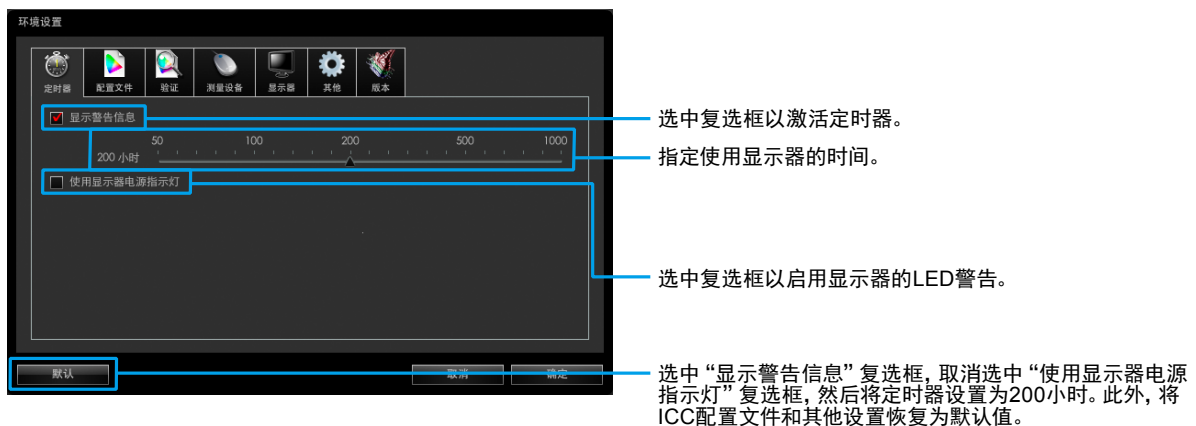 环境设置
定时器 配置文件 验证 测量设备 显示器 其他 版本
显示警告信息
50 100 200 500 1000
200 小时
使用显示器电源指示灯
默认 取消 确定
选中复选框以激活定时器。
指定使用显示器的时间。
选中复选框以启用显示器的LED警告。
选中“显示警告信息”复选框，取消选中“使用显示器电源
指示灯”复选框，然后将定时器设置为200小时。此外，将
ICC配置文件和其他设置恢复为默认值。